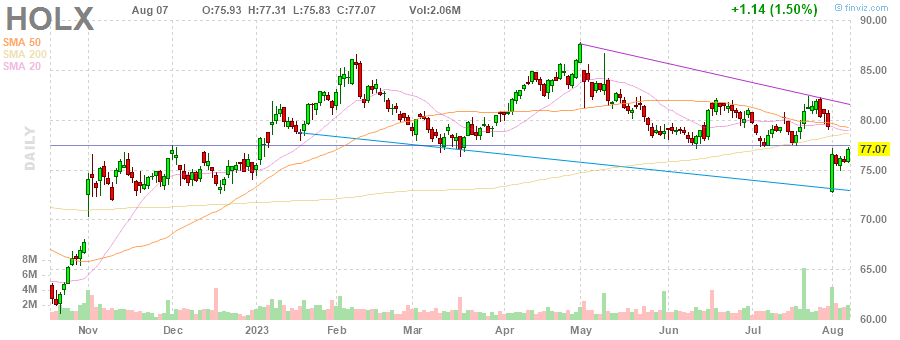 HOLX Aug 07 O:75.93 H:77.31 L:75.83 C:77.07 Vol:2.06M +1.14 (1.50%) © finviz.com
SMA 50
SMA 200
SMA 20
DAILY
90.00
85.00
80.00
77.07
75.00
70.00
65.00
60.00
8M
6M
4M
2M
Nov Dec 2023 Feb Mar Apr May Jun Jul Aug